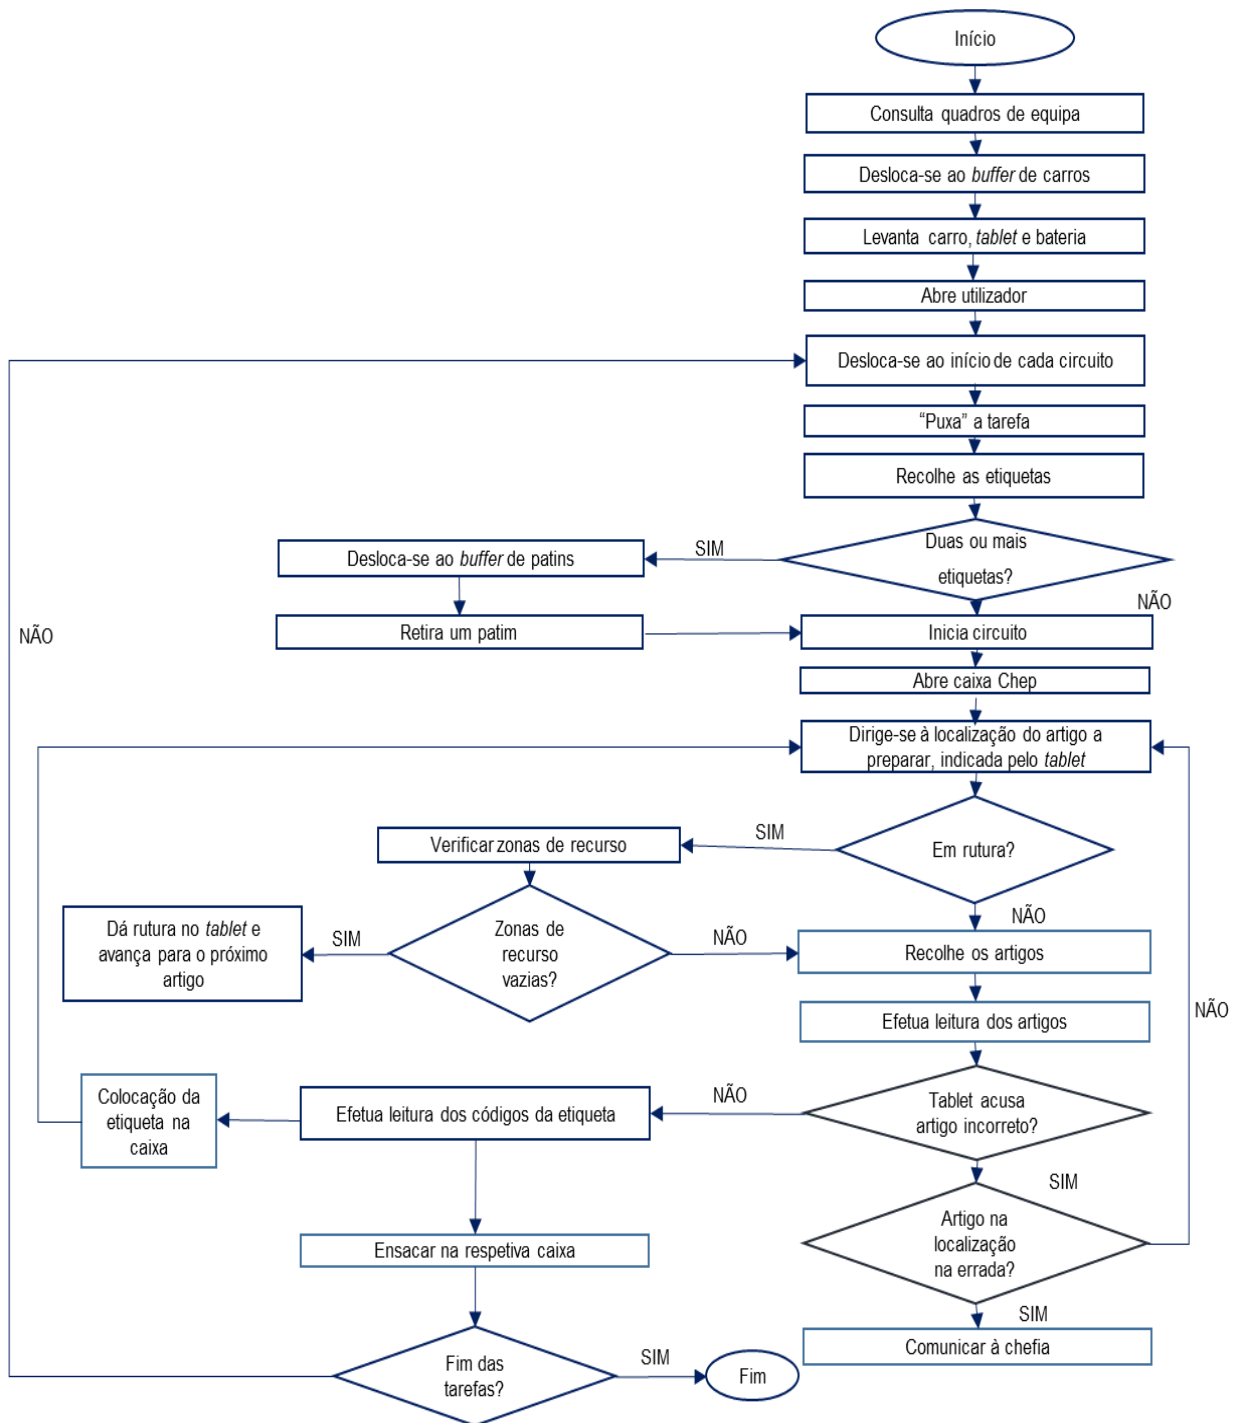 Início
Consulta quadros de equipa
Desloca-se ao buffer de carros
Levanta carro, tablet e bateria
Abre utilizador
Desloca-se ao início de cada circuito
“Puxa” a tarefa
Recolhe as etiquetas
Duas ou mais
etiquetas?
SIM
Desloca-se ao buffer de patins
NÃO
NÃO
Retira um patim
Inicia circuito
Abre caixa Chep
Dirige-se à localização do artigo a
preparar, indicada pelo tablet
Em rutura?
SIM
Verificar zonas de recurso
NÃO
Zonas de
recurso
vazias?
SIM
NÃO
Dá rutura no tablet e
avança para o próximo
artigo
Recolhe os artigos
NÃO
Efetua leitura dos artigos
Tablet acusa
artigo incorreto?
NÃO
Efetua leitura dos códigos da etiqueta
Colocação da
etiqueta na
caixa
SIM
Artigo na
localização
na errada?
Ensacar na respetiva caixa
SIM
Comunicar à chefia
Fim das
tarefas?
SIM
Fim